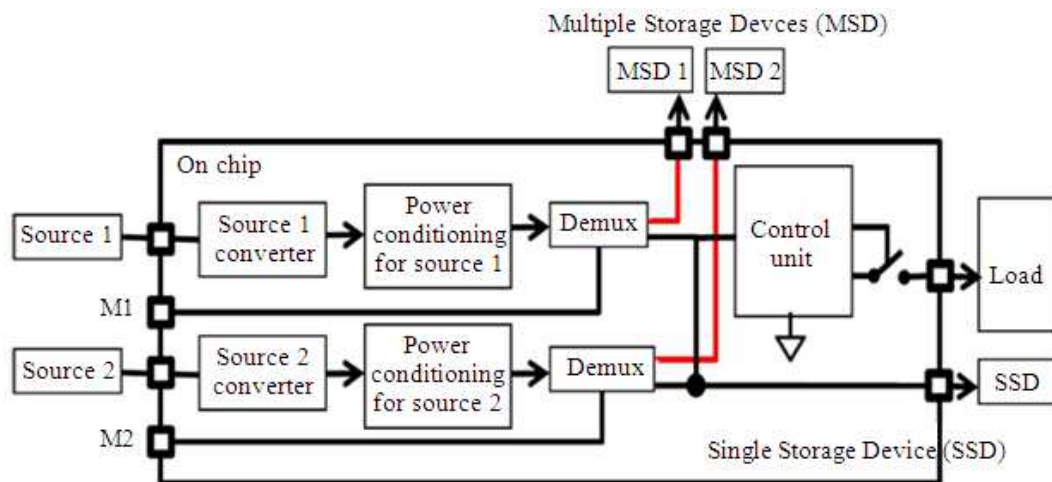 Multiple Storage Devces (MSD)
MSD 1
MSD 2
On chip
Source 1
Source 1
converter
Power
conditioning
for source 1
Demux
Control
unit
Load
M1
Source 2
Source 2
converter
Power
conditioning
for source 2
Demux
SSD
M2
Single Storage Device (SSD)